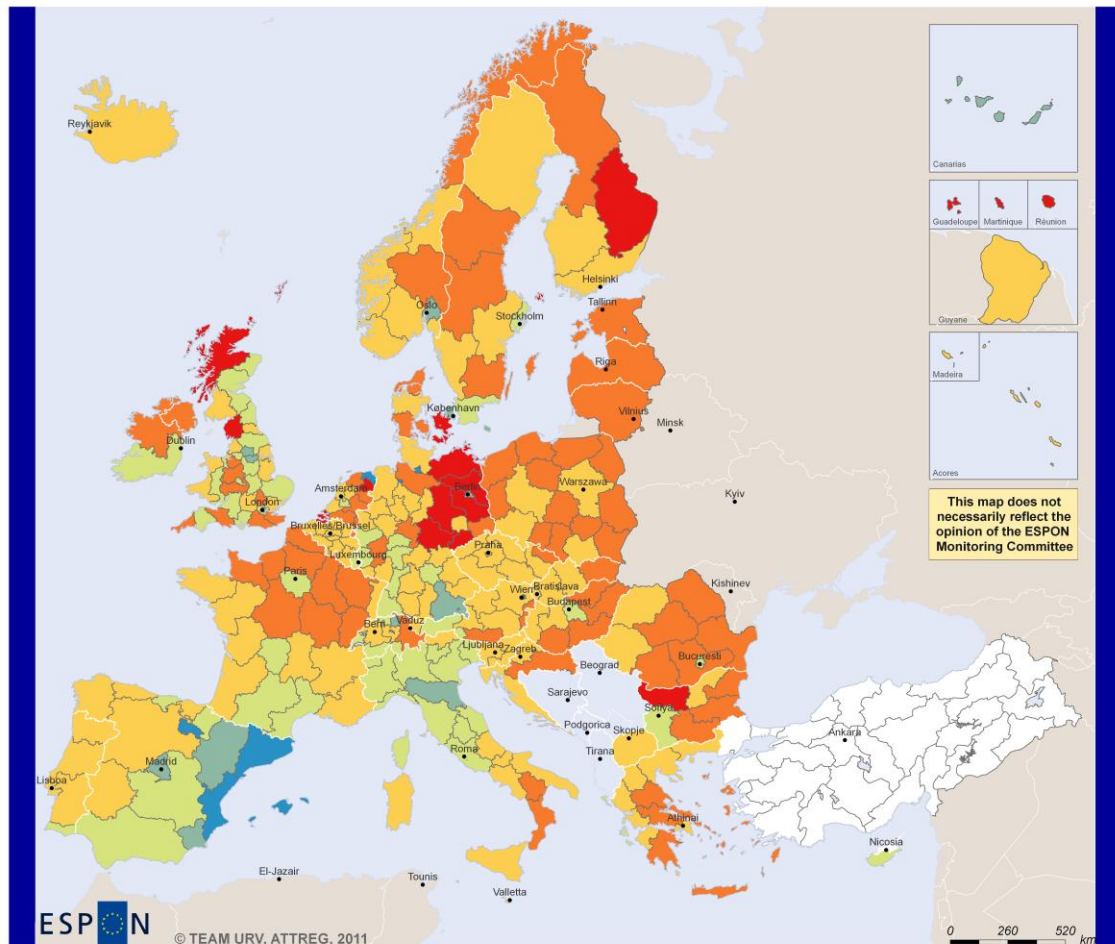 Reykjavik
Canarias
Guadeloupe
Martinique
Réunion
Guyane
Madeira
Acores
This map does not
necessarily reflect the
opinion of the ESPON
Monitoring Committee
Oslo
Helsinki
Tallinn
Stockholm
Riga
København
Vilnius
Minsk
Dublin
Berlin
Amsterdam
Warszawa
London
Kyiv
Bruxelles/Brussel
Praha
Luxembourg
Paris
Wien
Bratislava
Kishinev
Budapest
Bern
Vaduz
Ljubljana
Zagreb
Bucuresti
Beograd
Sarajevo
Sofiya
Podgorica
Skopje
Roma
Tirana
Ankara
Madrid
Lisboa
Athinai
Nicosia
El-Jazair
Tounis
Valletta
ESPON
© TEAM URV, ATTREG, 2011
0 260 520
km